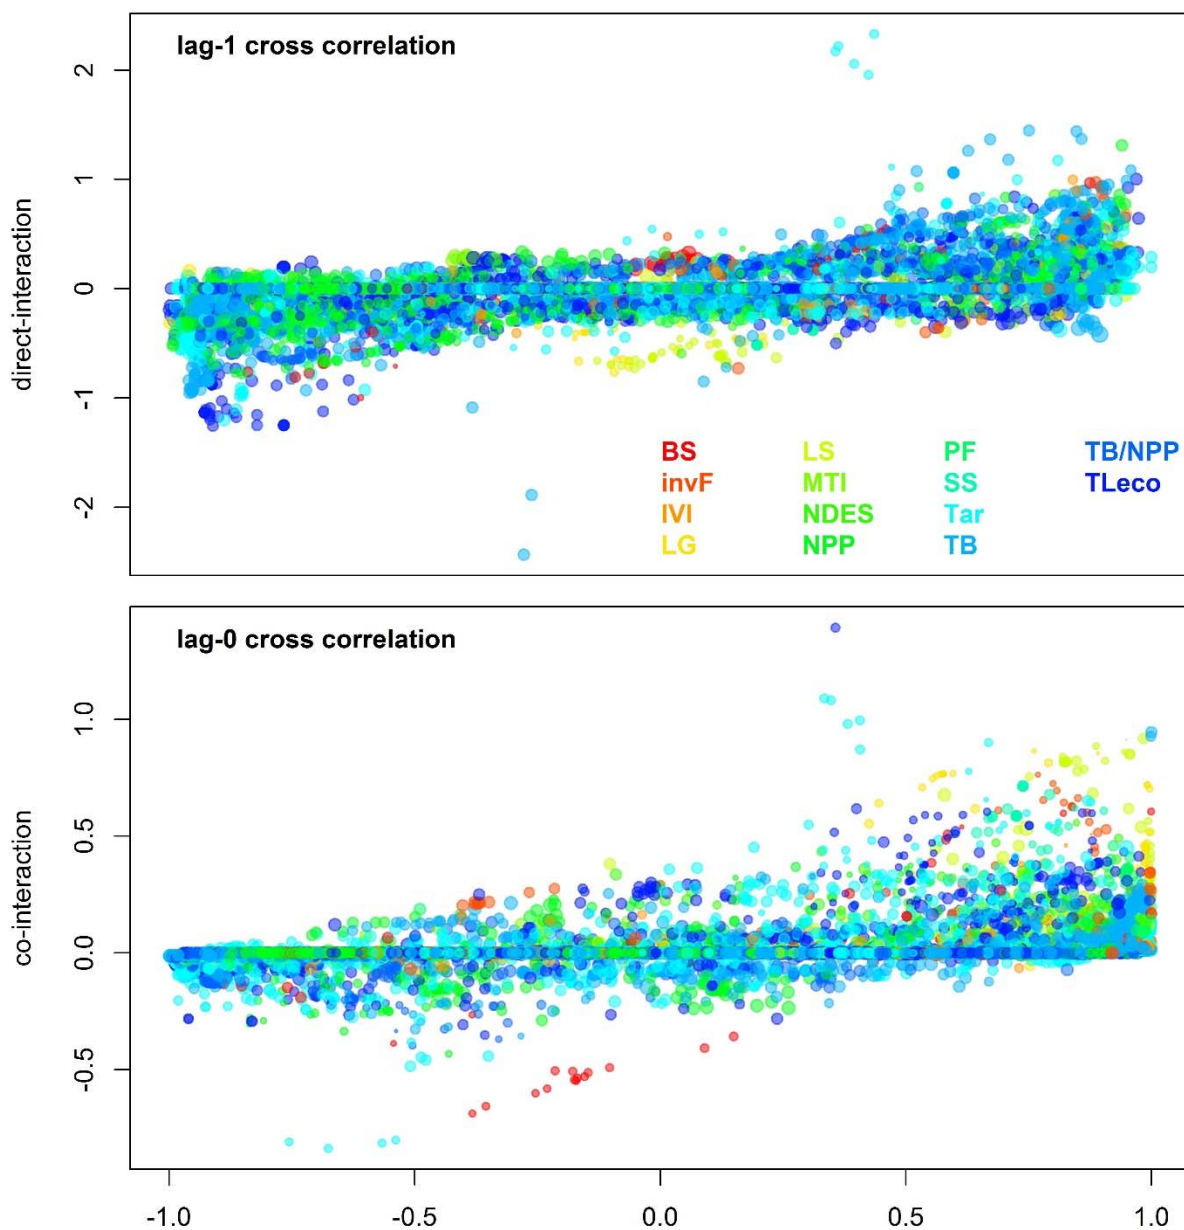 lag-1 cross correlation
direct-interaction
2
1
0
-1
-2
BS LS PF TB/NPP
invF MTI SS TLeco
IVI NDES Tar
LG NPP TB
lag-0 cross correlation
co-interaction
1.0
0.5
0.0
-0.5
-1.0 -0.5 0.0 0.5 1.0